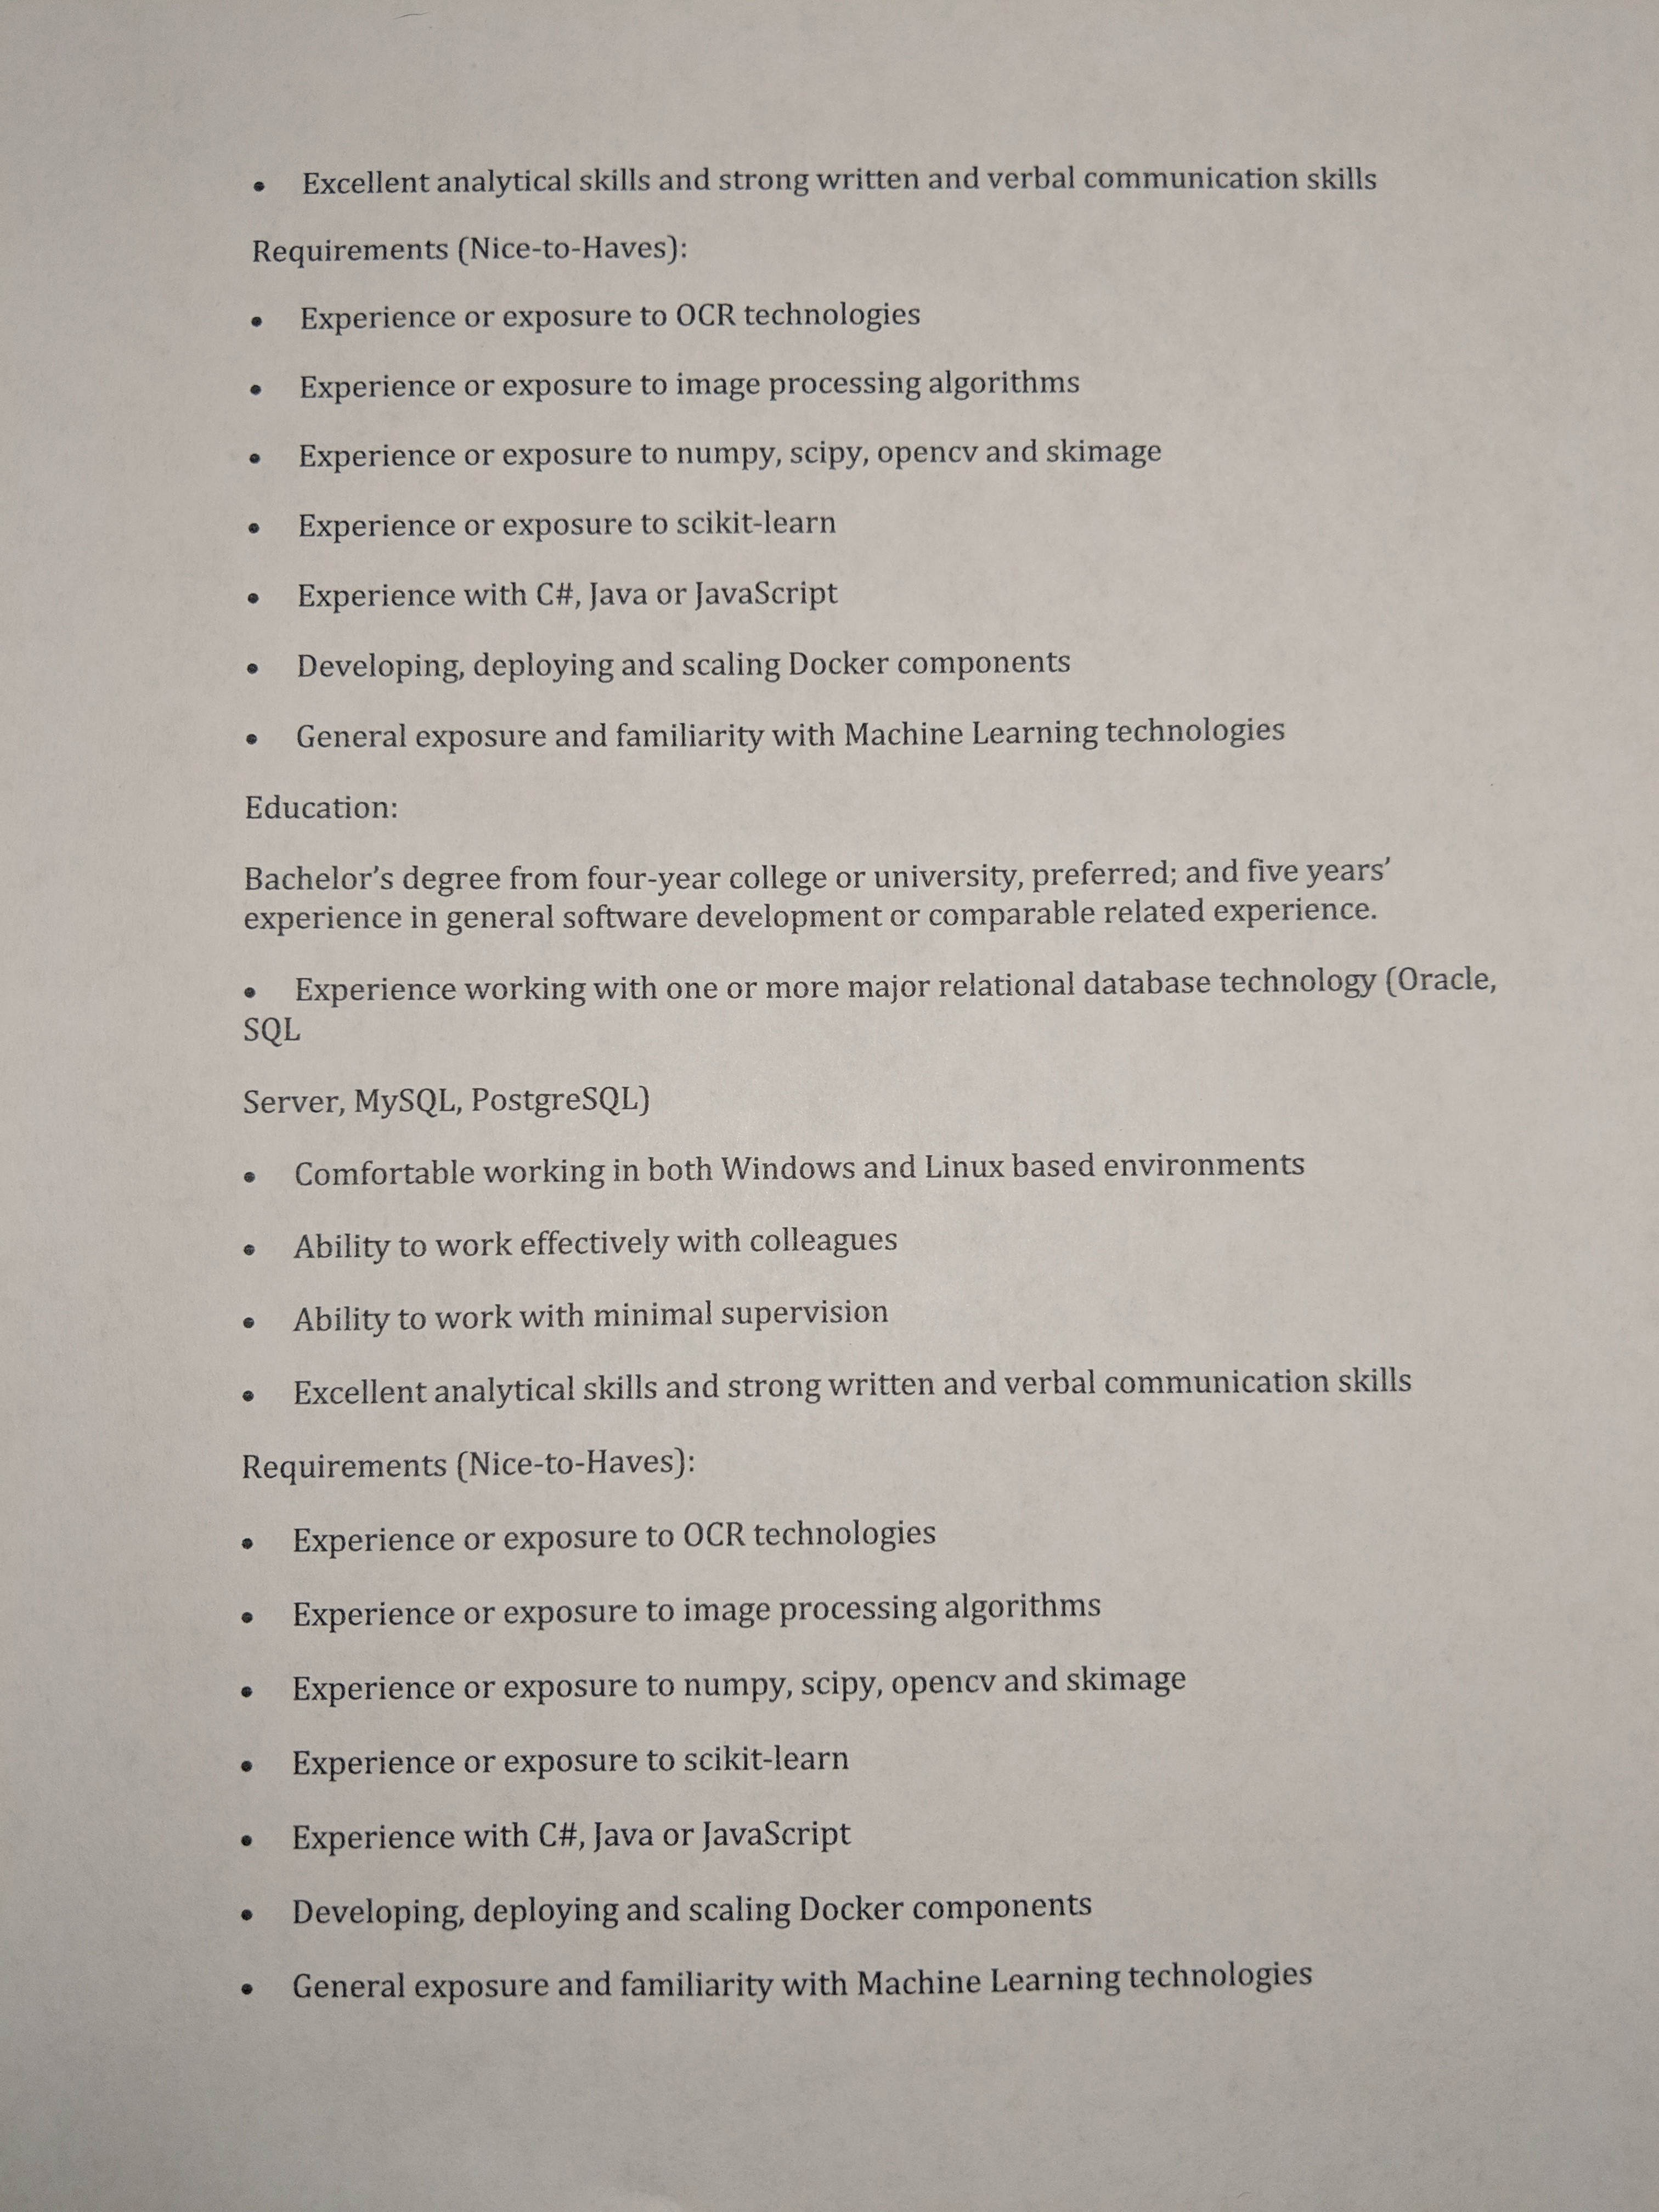 • Excellent analytical skills and strong written and verbal communication skills
Requirements (Nice-to-Haves):
• Experience or exposure to OCR technologies
• Experience or exposure to image processing algorithms
• Experience or exposure to numpy, scipy, opencv and skimage
• Experience or exposure to scikit-learn
• Experience with C#, Java or JavaScript
• Developing, deploying and scaling Docker components
• General exposure and familiarity with Machine Learning technologies
Education:
Bachelor’s degree from four-year college or university, preferred; and five years’
experience in general software development or comparable related experience.
• Experience working with one or more major relational database technology (Oracle,
SQL
Server, MySQL, PostgreSQL)
• Comfortable working in both Windows and Linux based environments
• Ability to work effectively with colleagues
• Ability to work with minimal supervision
• Excellent analytical skills and strong written and verbal communication skills
Requirements (Nice-to-Haves):
• Experience or exposure to OCR technologies
• Experience or exposure to image processing algorithms
• Experience or exposure to numpy, scipy, opencv and skimage
• Experience or exposure to scikit-learn
• Experience with C#, Java or JavaScript
• Developing, deploying and scaling Docker components
• General exposure and familiarity with Machine Learning technologies